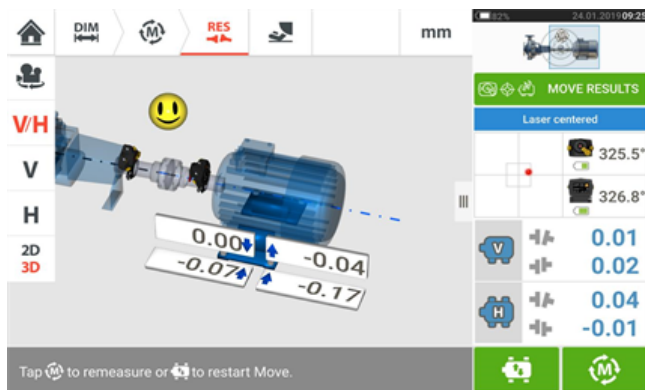 DIM
M
RES
mm
82%
24.01.2019 09:25
V/H
V
H
2D
3D
0.00
-0.04
-0.07
-0.17
MOVE RESULTS
Laser centered
325.5°
326.8°
V
0.01
0.02
H
0.04
-0.01
Tap M to remeasure or to restart Move.
M